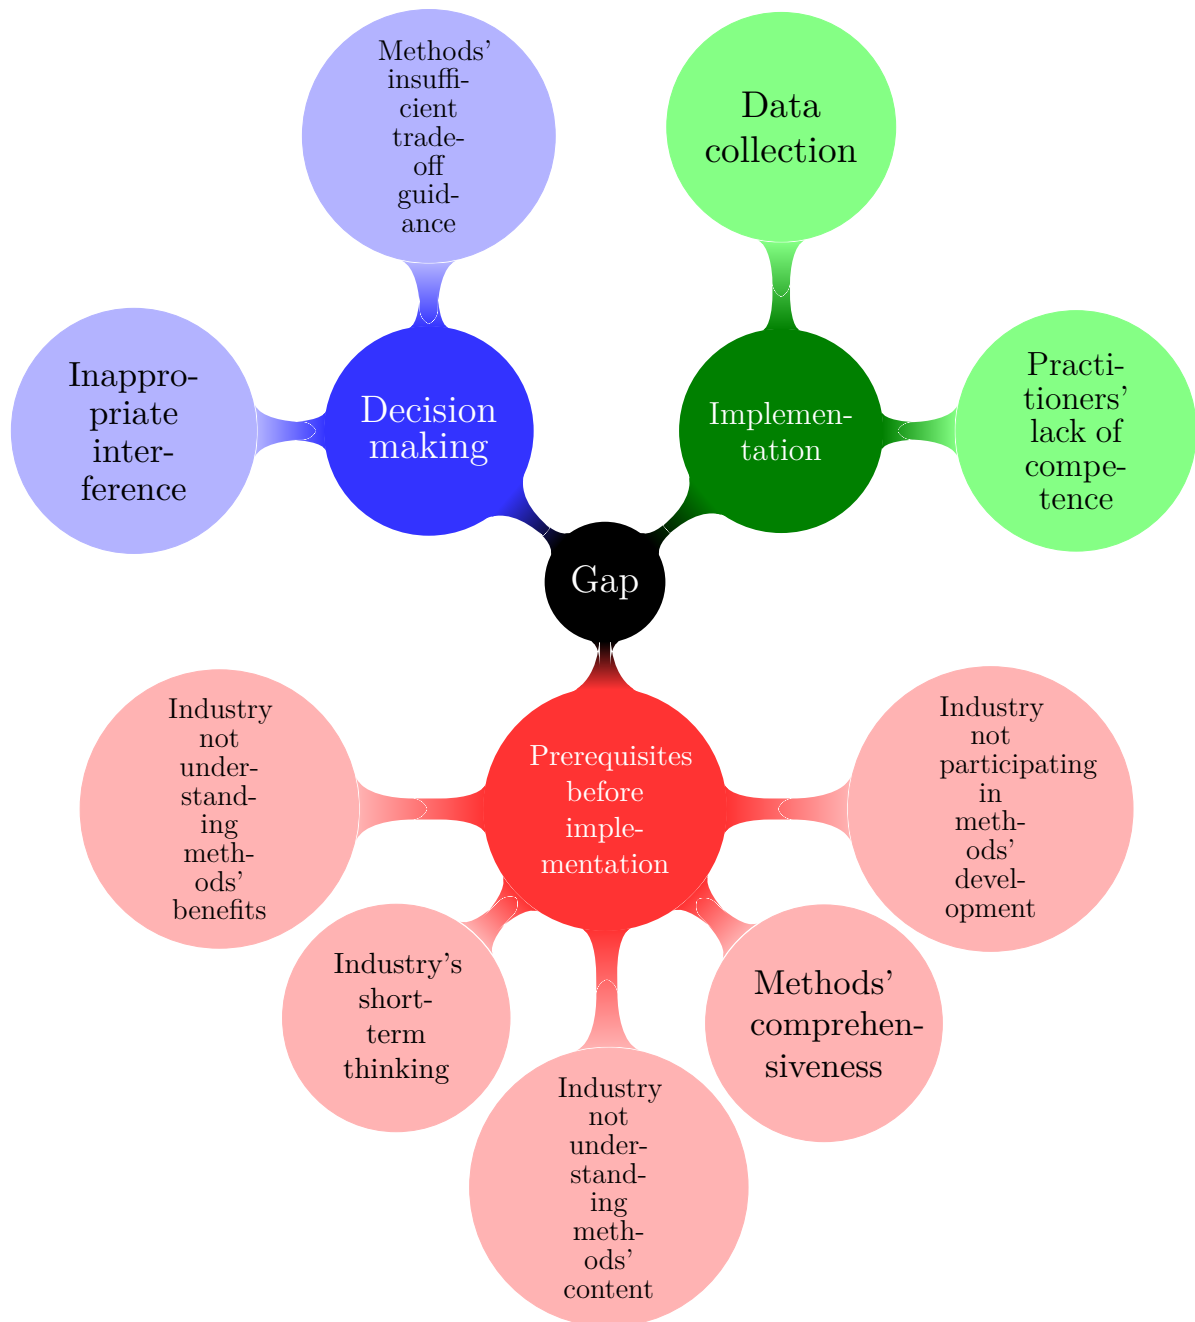 Methods'
insuffi-
cient
trade-
off
guid-
ance
Data
collection
Inappro-
priate
inter-
ference
Decision
making
Implemen-
tation
Practi-
tioners'
lack of
compe-
tence
Gap
Industry
not
under-
stand-
ing
meth-
ods'
benefits
Prerequisites
before
imple-
mentation
Industry
not
participating
in
meth-
ods'
devel-
opment
Industry's
short-
term
thinking
Methods'
comprehen-
siveness
Industry
not
under-
stand-
ing
meth-
ods'
content